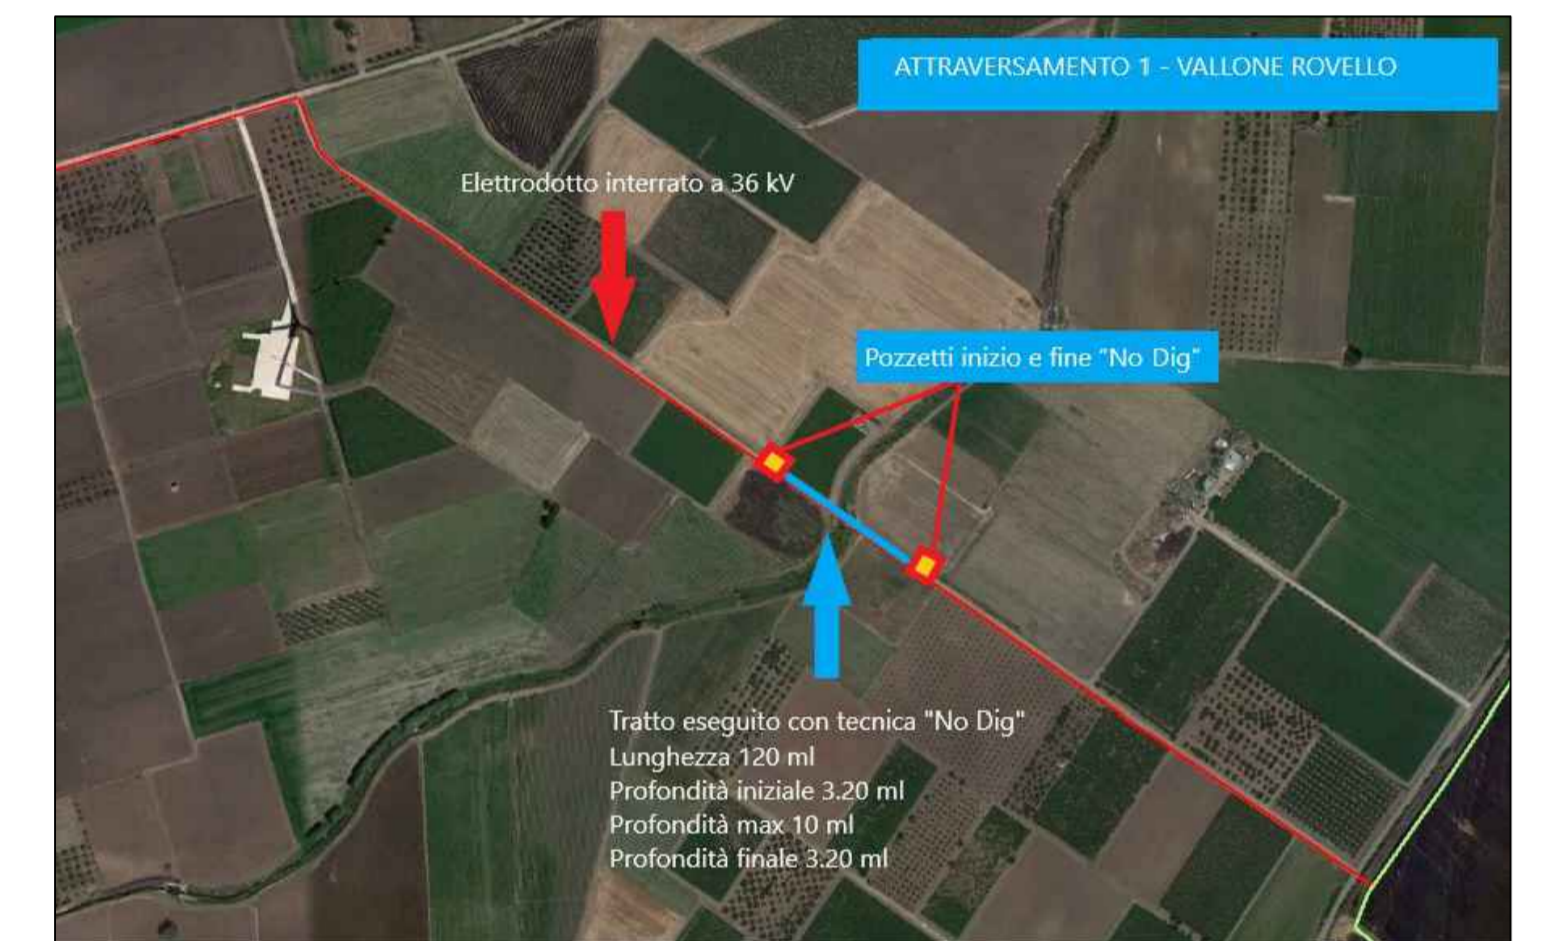 ATTRAVERSAMENTO 1 - VALLONE ROVELLO
Elettrodotto interrato a 36 kV
Pozzetti inizio e fine "No Dig"
Tratto eseguito con tecnica "No Dig"
Lunghezza 120 ml
Profondità iniziale 3.20 ml
Profondità max 10 ml
Profondità finale 3.20 ml